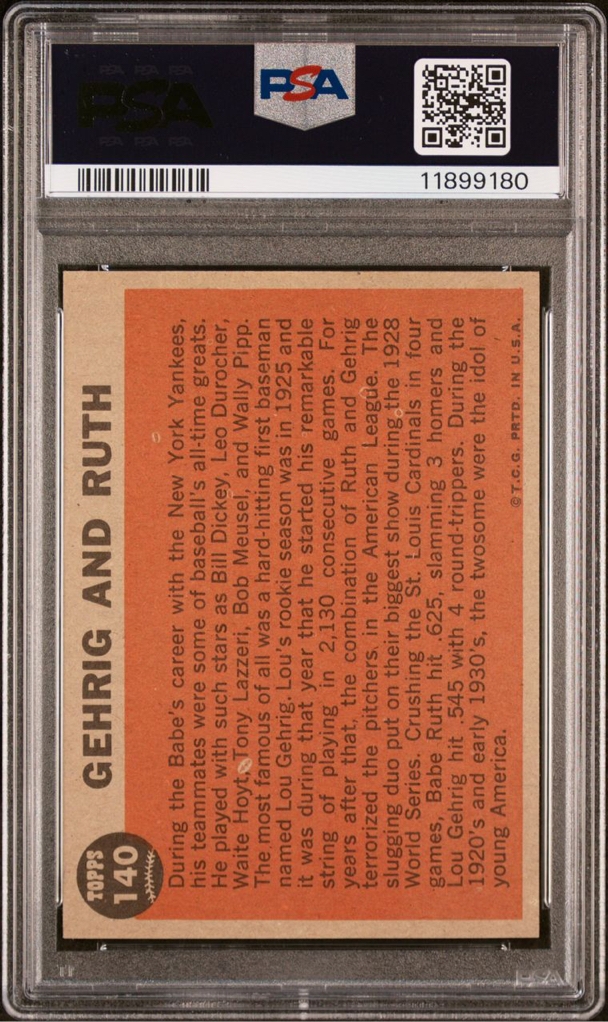 PSA PSA PSA
PSA
PSA PSA PSA
PSA
11899180
TOPPS
140
GEHRIG AND RUTH
During the Babe's career with the New York Yankees,
his teammates were some of baseball's all-time greats.
He played with such stars as Bill Dickey, Leo Durocher,
Waite Hoyt, Tony Lazzeri, Bob Meusel, and Wally Pipp.
The most famous of all was a hard-hitting first baseman
named Lou Gehrig. Lou's rookie season was in 1925 and
it was during that year that he started his remarkable
string of playing in 2,130 consecutive games. For
years after that, the combination of Ruth and Gehrig
terrorized the pitchers in the American League. The
slugging duo put on their biggest show during the 1928
World Series. Crushing the St. Louis Cardinals in four
games, Babe Ruth hit .625, slamming 3 homers and
Lou Gehrig hit .545 with 4 round-trippers. During the
1920's and early 1930's, the twosome were the idol of
young America.
©T.C.G. PRTD. IN U.S.A.
PSA